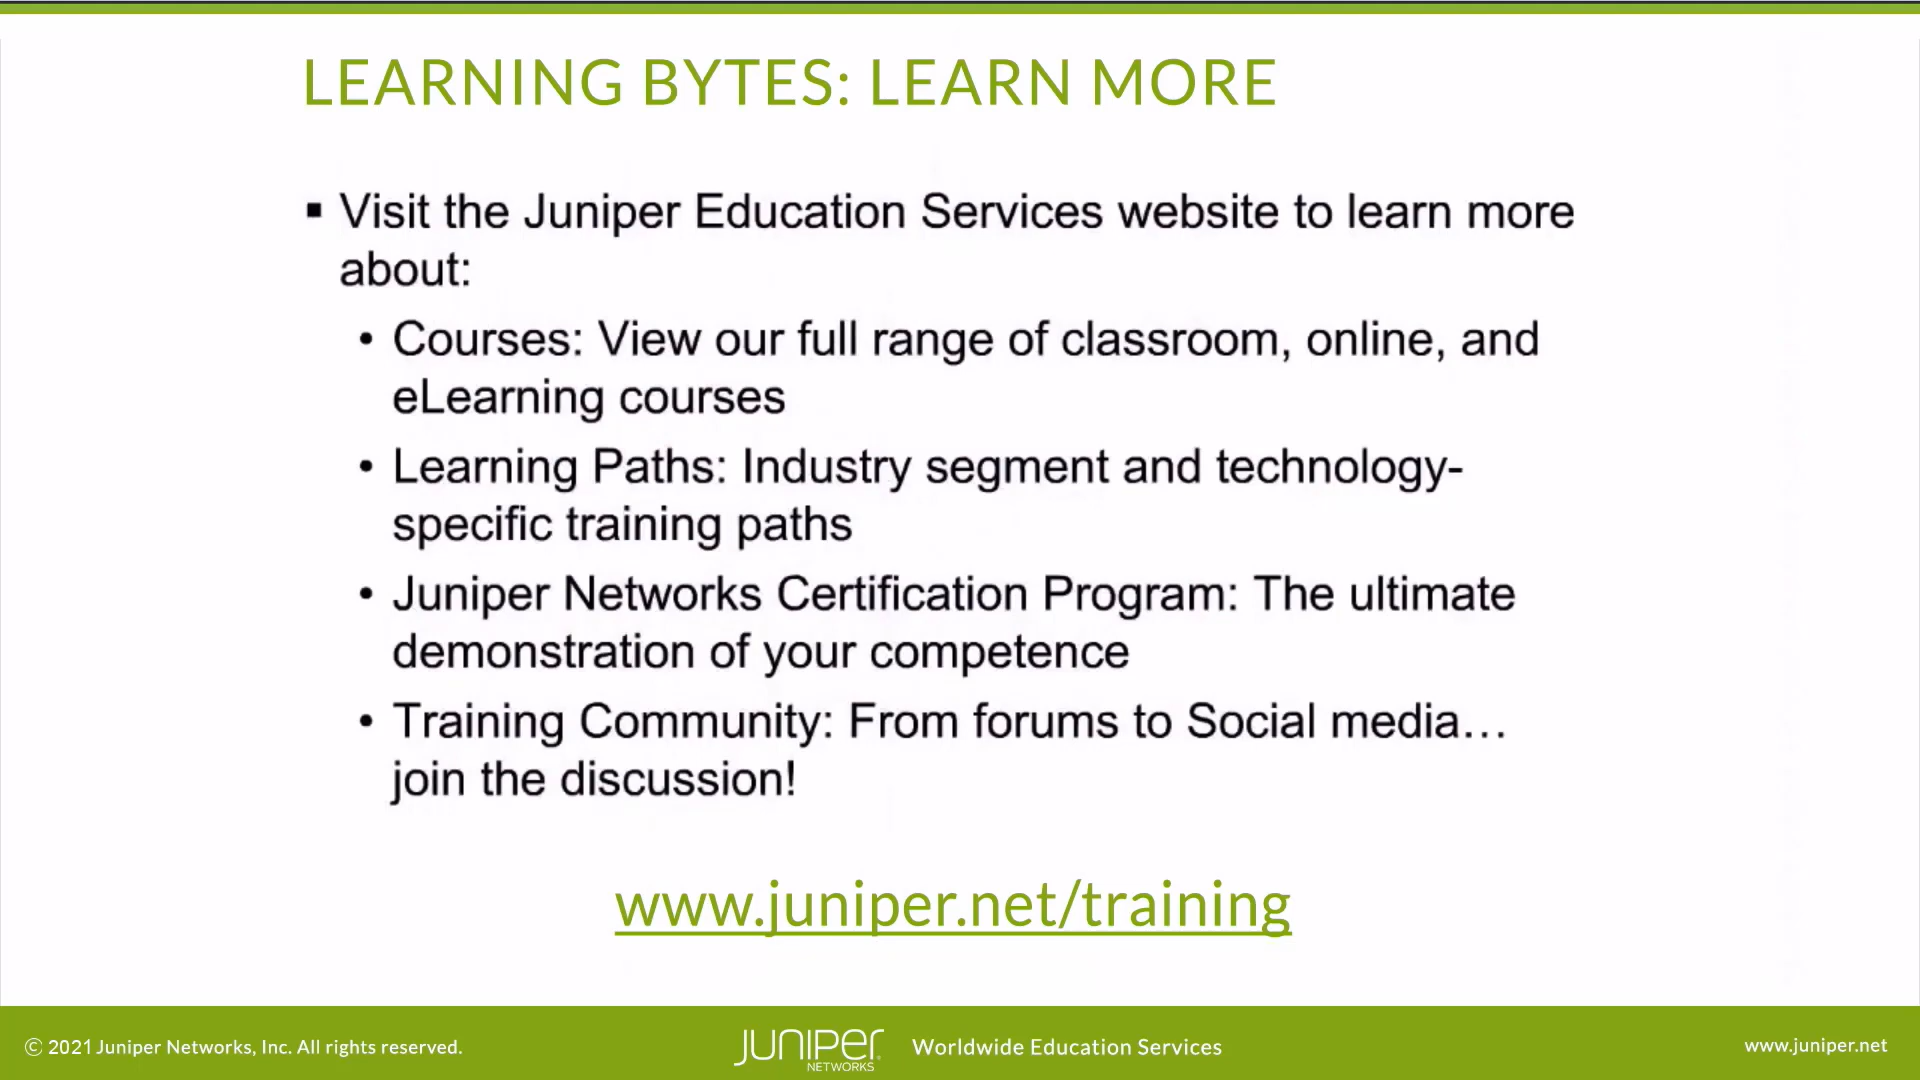 LEARNING BYTES: LEARN MORE
▪ Visit the Juniper Education Services website to learn more
about:
• Courses: View our full range of classroom, online, and
eLearning courses
• Learning Paths: Industry segment and technology-
specific training paths
• Juniper Networks Certification Program: The ultimate
demonstration of your competence
• Training Community: From forums to Social media…
join the discussion!
www.juniper.net/training
© 2021 Juniper Networks, Inc. All rights reserved.
JUNIPER
NETWORKS
Worldwide Education Services
www.juniper.net